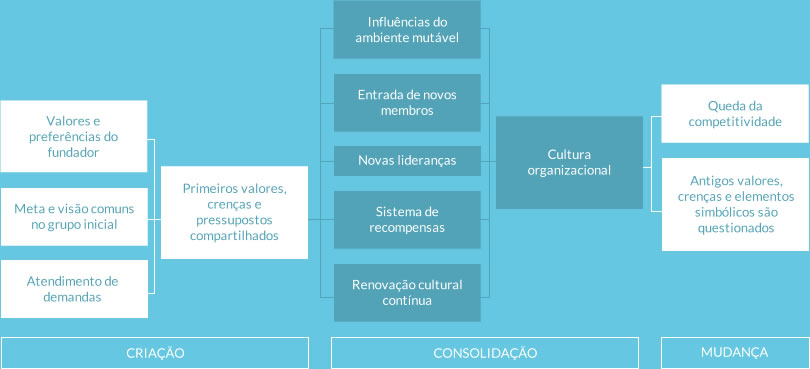 Valores e
preferências do
fundador
Meta e visão comuns
no grupo inicial
Atendimento de
demandas
Primeiros valores,
crenças e
pressupostos
compartilhados
Influências do
ambiente mutável
Entrada de novos
membros
Novas lideranças
Sistema de
recompensas
Renovação cultural
contínua
Cultura
organizacional
Queda da
competitividade
Antigos valores,
crenças e elementos
simbólicos são
questionados
CRIAÇÃO
CONSOLIDAÇÃO
MUDANÇA